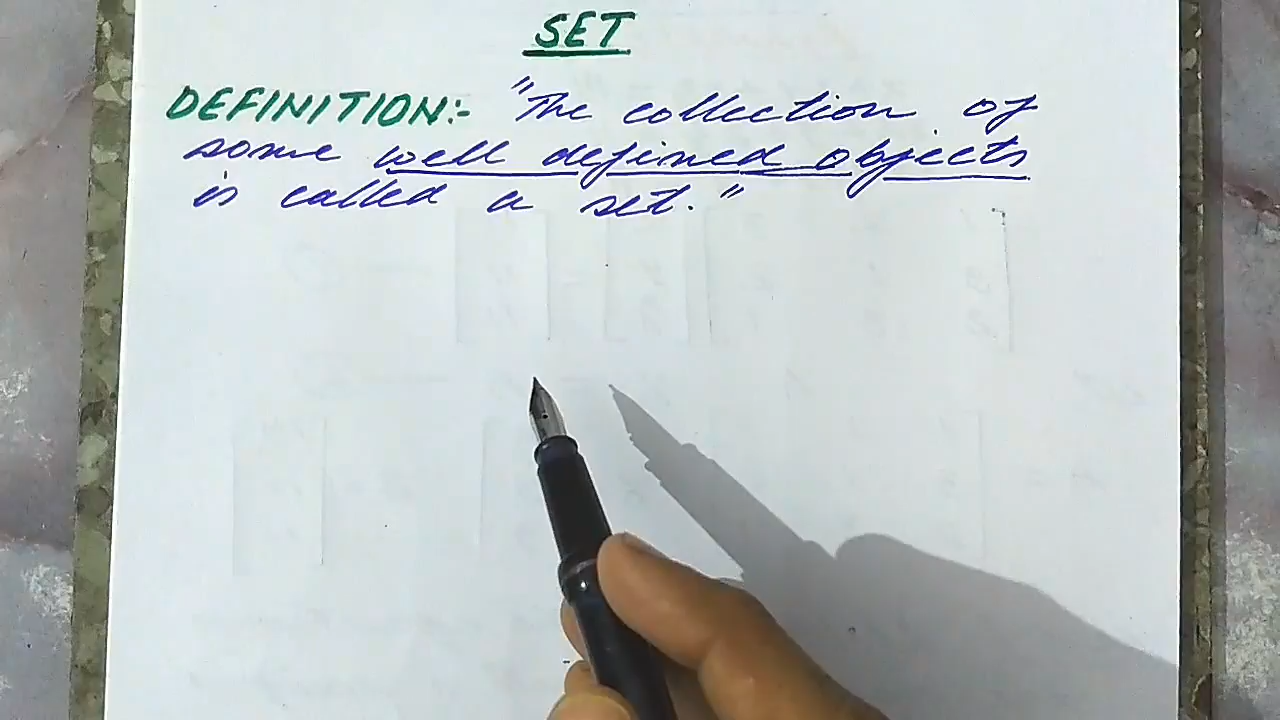 SET
DEFINITION:- "The collection of
some well defined objects
is called a set."